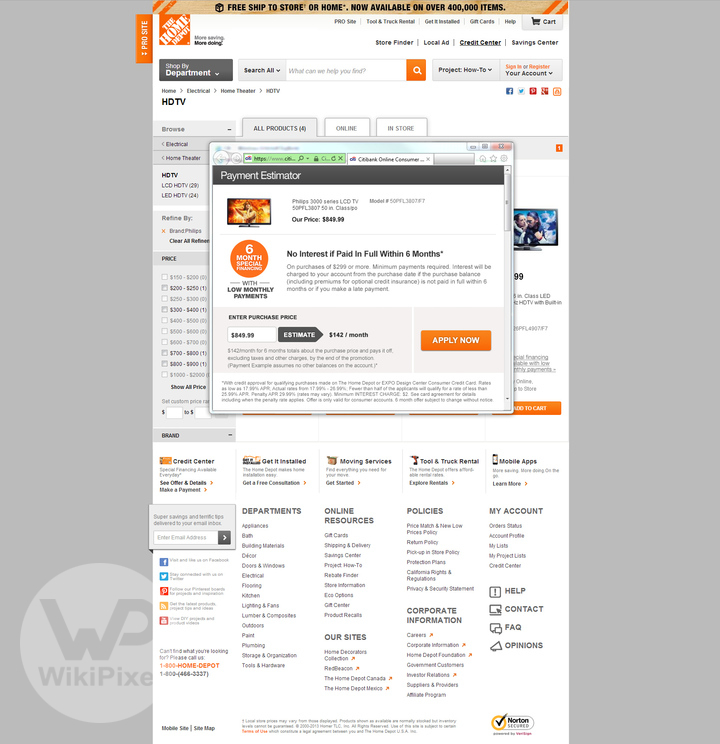 FREE SHIP TO STORE† OR HOME*. NOW AVAILABLE ON OVER 400,000 ITEMS.
PRO SITE
THE HOME DEPOT
More saving.
More doing.
PRO Site | Tool & Truck Rental | Get It Installed | Gift Cards | Help
Cart
Store Finder | Local Ad | Credit Center | Savings Center
Shop By
Department
Search All
What can we help you find?
Project: How-To
Sign In or Register
Your Account
Home > Electrical > Home Theater > HDTV
HDTV
Browse
ALL PRODUCTS (4)
ONLINE
IN STORE
< Electrical
< Home Theater
HDTV
LCD HDTV (29)
LED HDTV (24)
Refine By:
X Brand:Philips
Clear All Refinem
PRICE
$150 - $200 (0)
$200 - $250 (1)
$250 - $300 (0)
$300 - $400 (1)
$400 - $500 (0)
$500 - $600 (0)
$600 - $700 (0)
$700 - $800 (1)
$800 - $900 (1)
$1000 - $2000 (
Show All Price
Set custom price ran
$ to $
BRAND
https://www.citi...
Citibank Online Consumer ...
Payment Estimator
Philips 3000 series LCD TV
50PFL3807 50 in. Class/po
Model # 50PFL3807/F7
Our Price: $849.99
6
MONTH
SPECIAL
FINANCING
WITH
LOW MONTHLY
PAYMENTS
No Interest if Paid In Full Within 6 Months*
On purchases of $299 or more. Minimum payments required. Interest will be
charged to your account from the purchase date if the purchase balance
(including premiums for optional credit insurance) is not paid in full within 6
months or if you make a late payment.
ENTER PURCHASE PRICE
$849.99
ESTIMATE
$142 / month
APPLY NOW
$142/month for 6 months totals about the purchase price and pays it off,
excluding taxes and other charges, by the end of the promotion.
(Payment Example assumes no other balances on the account.)*
*With credit approval for qualifying purchases made on The Home Depot or EXPO Design Center Consumer Credit Card. Rates
as low as 17.99% APR. Actual rates from 17.99% - 26.99%. Fewer than half of the applicants will qualify for a rate of less than
25.99% APR. Penalty APR 29.99% (rates may vary). Minimum INTEREST CHARGE: $2. See card agreement for details
including when the penalty rate applies. Offer is only valid for consumer accounts. 6 month offer subject to change without notice.
1
99
in. Class LED
HDTV with Built-in
50PFL4907/F7
special financing
available with low
monthly payments »
Online,
to Store
ADD TO CART
Credit Center
Special Financing Available
Everyday*
See Offer & Details >
Make a Payment >
Get It Installed
The Home Depot makes home
installation easy:
Get a Free Consultation >
Moving Services
Find everything you need for
your move.
Get Started >
Tool & Truck Rental
The Home Depot offers afford-
able rental rates.
Explore Rentals >
Mobile Apps
More saving. More doing On the
go.
Learn More >
Super savings and terrific tips
delivered to your email inbox.
Enter Email Address
Visit and like us on Facebook
Stay connected with us on
Twitter
Follow our Pinterest boards
for projects and inspiration
Get the latest products,
project tips and ideas
View DIY projects and
product videos
Can't find what you're looking
for? Please call us:
1-800-HOME-DEPOT
1-800-(466-3337)
DEPARTMENTS
Appliances
Bath
Building Materials
Décor
Doors & Windows
Electrical
Flooring
Kitchen
Lighting & Fans
Lumber & Composites
Outdoors
Paint
Plumbing
Storage & Organization
Tools & Hardware
ONLINE
RESOURCES
Gift Cards
Shipping & Delivery
Savings Center
Project: How-To
Rebate Finder
Store Information
Eco Options
Gift Center
Product Recalls
OUR SITES
Home Decorators
Collection
RedBeacon
The Home Depot Canada
The Home Depot Mexico
POLICIES
Price Match & New Low
Prices Policy
Return Policy
Pick-up in Store Policy
Protection Plans
California Rights &
Regulations
Privacy & Security Statement
CORPORATE
INFORMATION
Careers
Corporate Information
Home Depot Foundation
Government Customers
Investor Relations
Suppliers & Providers
Affiliate Program
MY ACCOUNT
Orders Status
Account Profile
My Lists
My Project Lists
Credit Center
HELP
CONTACT
FAQ
OPINIONS
WikiPixe
Mobile Site | Site Map
Local store prices may vary from those displayed. Products shown as available are normally stocked but inventory
levels cannot be guaranteed. © 2000-2013 Homer TLC, Inc. All Rights Reserved. Use of this site is subject to certain
Terms of Use which constitute a legal agreement between you and The Home Depot U.S.A. Inc.
Norton
SECURED
powered by VeriSign